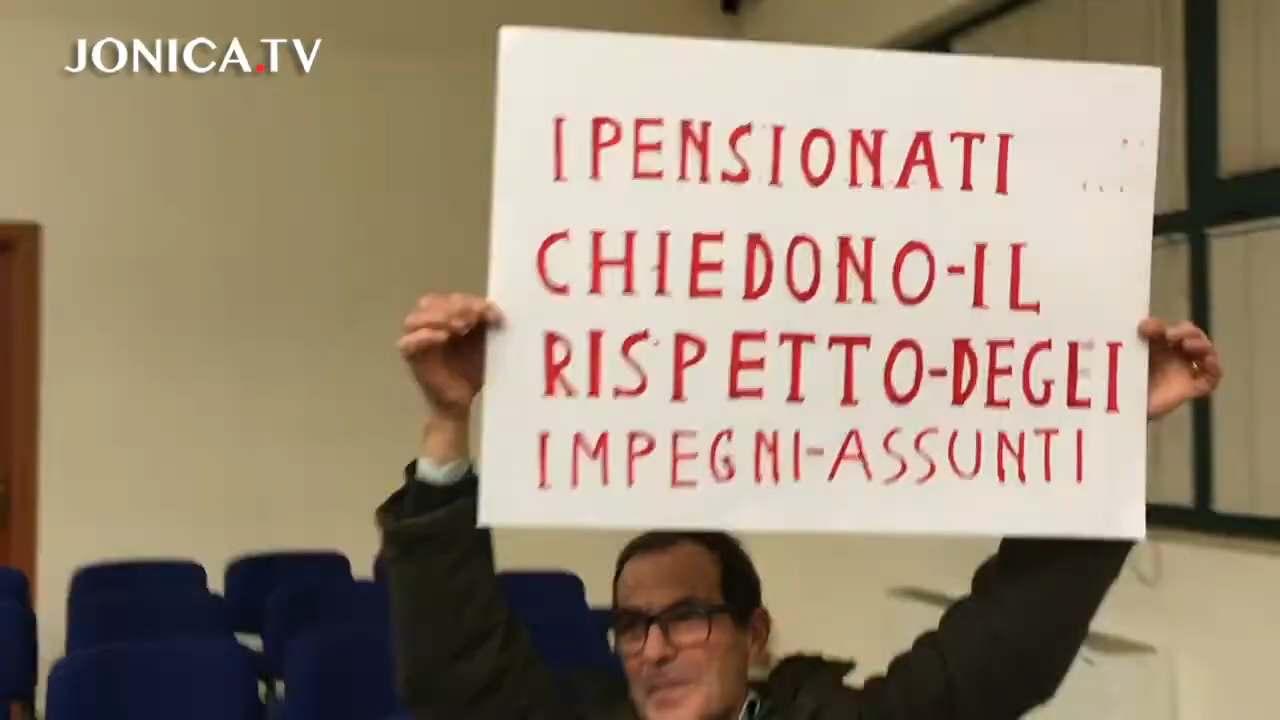 JONICA.TV
I PENSIONATI
CHIEDONO-IL
RISPETTO-DEGLI
IMPEGNI-ASSUNTI